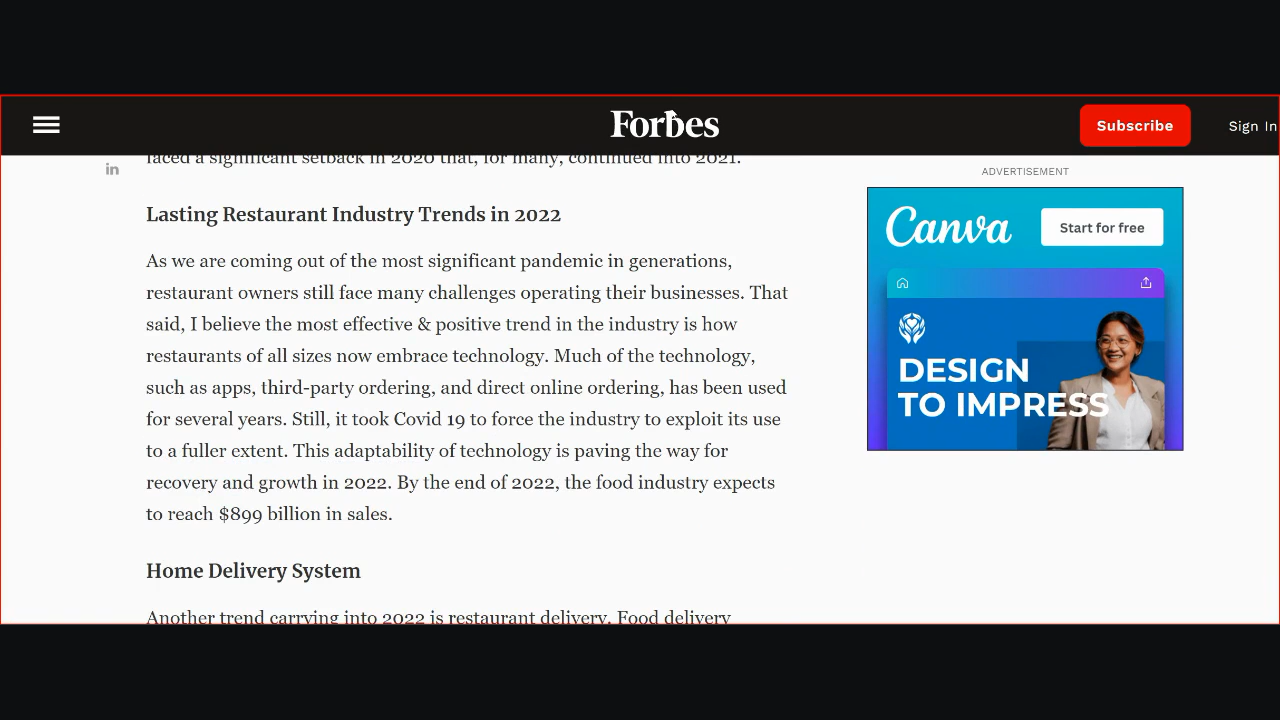 Forbes
Subscribe
Sign In
faced a significant setback in 2020 that, for many, continued into 2021.
in
Lasting Restaurant Industry Trends in 2022
As we are coming out of the most significant pandemic in generations,
restaurant owners still face many challenges operating their businesses. That
said, I believe the most effective & positive trend in the industry is how
restaurants of all sizes now embrace technology. Much of the technology,
such as apps, third-party ordering, and direct online ordering, has been used
for several years. Still, it took Covid 19 to force the industry to exploit its use
to a fuller extent. This adaptability of technology is paving the way for
recovery and growth in 2022. By the end of 2022, the food industry expects
to reach $899 billion in sales.
Home Delivery System
Another trend carrying into 2022 is restaurant delivery. Food delivery
ADVERTISEMENT
Canva
Start for free
DESIGN
TO IMPRESS